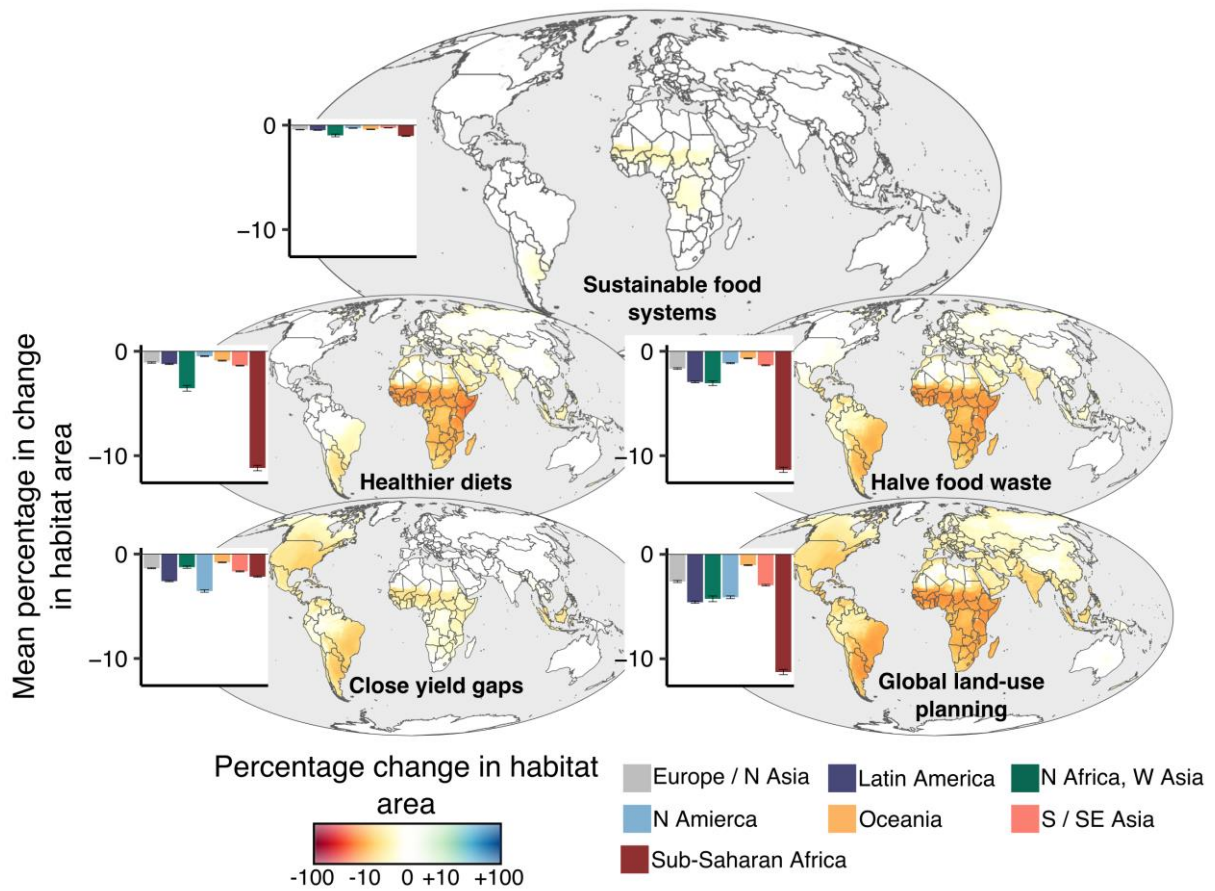 0
−10
Sustainable food
systems
Mean percentage in change
in habitat area
0
−10
Healthier diets
0
−10
Halve food waste
0
−10
Close yield gaps
0
−10
Global land-use
planning
Percentage change in habitat
area
-100 -10 0 +10 +100
Europe / N Asia Latin America N Africa, W Asia
N Amierca Oceania S / SE Asia
Sub-Saharan Africa